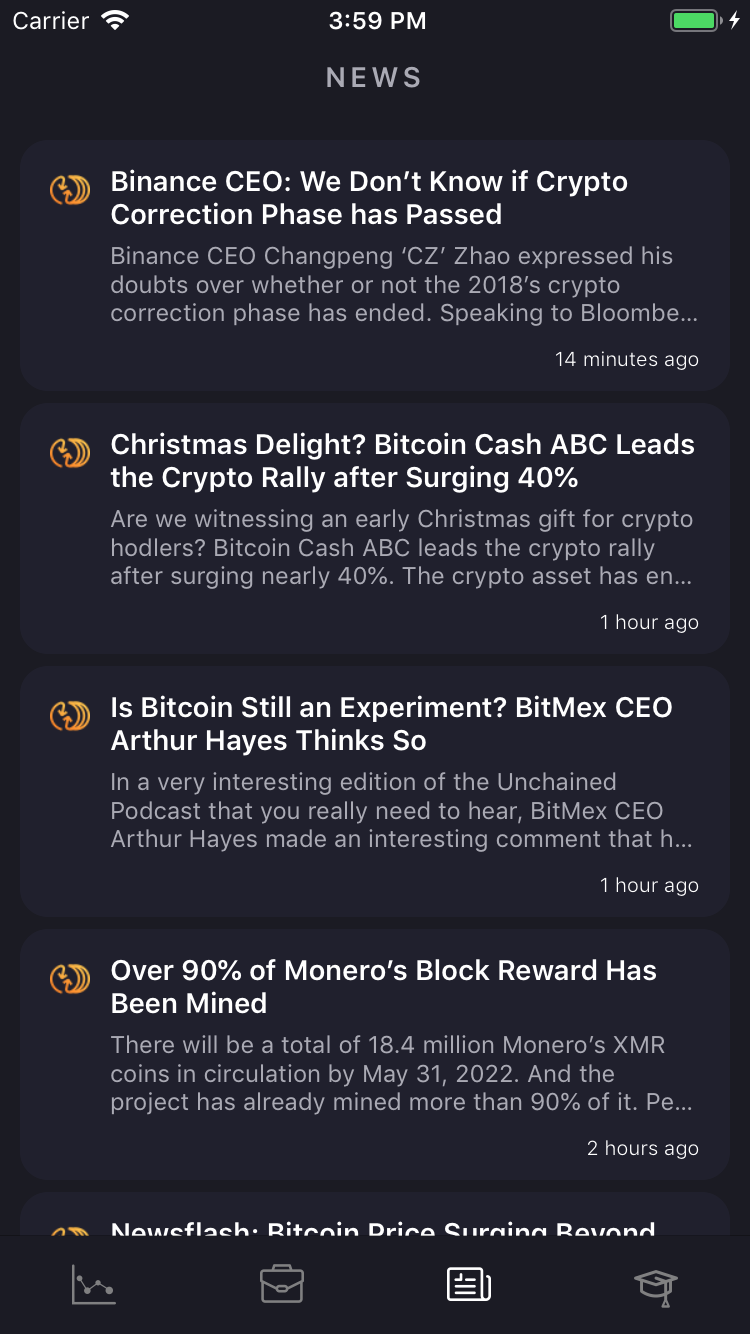 Carrier 3:59 PM
NEWS
Binance CEO: We Don’t Know if Crypto
Correction Phase has Passed
Binance CEO Changpeng ‘CZ’ Zhao expressed his
doubts over whether or not the 2018’s crypto
correction phase has ended. Speaking to Bloombe...
14 minutes ago
Christmas Delight? Bitcoin Cash ABC Leads
the Crypto Rally after Surging 40%
Are we witnessing an early Christmas gift for crypto
hodlers? Bitcoin Cash ABC leads the crypto rally
after surging nearly 40%. The crypto asset has en...
1 hour ago
Is Bitcoin Still an Experiment? BitMex CEO
Arthur Hayes Thinks So
In a very interesting edition of the Unchained
Podcast that you really need to hear, BitMex CEO
Arthur Hayes made an interesting comment that h...
1 hour ago
Over 90% of Monero’s Block Reward Has
Been Mined
There will be a total of 18.4 million Monero’s XMR
coins in circulation by May 31, 2022. And the
project has already mined more than 90% of it. Pe...
2 hours ago
Newsflash: Bitcoin Price Surging Beyond